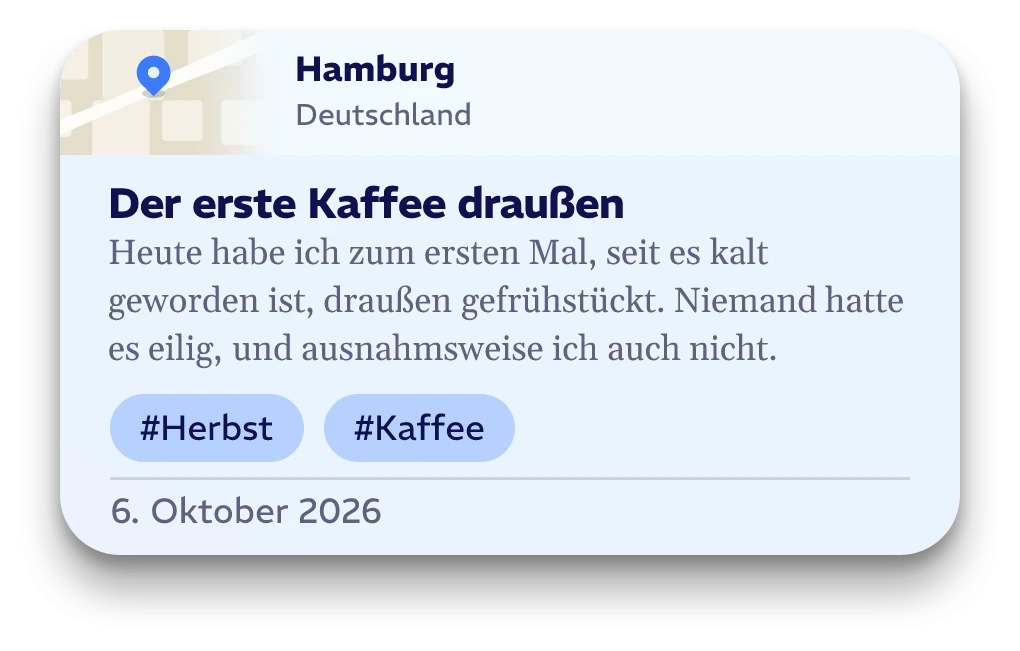 Hamburg
Deutschland
Der erste Kaffee draußen
Heute habe ich zum ersten Mal, seit es kalt
geworden ist, draußen gefrühstückt. Niemand hatte
es eilig, und ausnahmsweise ich auch nicht.
#Herbst #Kaffee
6. Oktober 2026